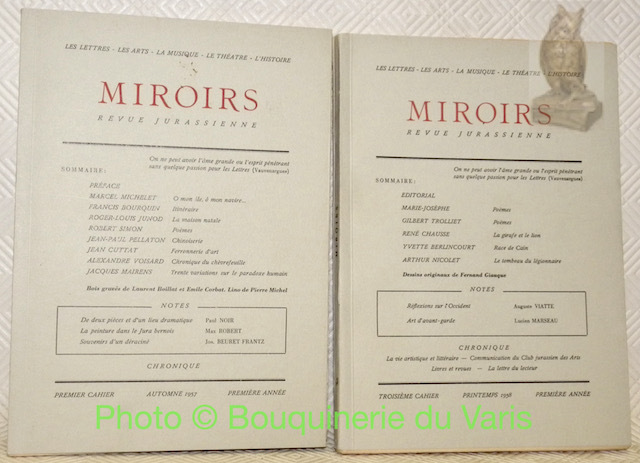 LES LETTRES - LES ARTS - LA MUSIQUE - LE THÉATRE - L'HISTOIRE
MIROIRS
REVUE JURASSIENNE
On ne peut avoir l'âme grande ou l'esprit pénétrant
sans quelque passion pour les Lettres (Vauvenargues)
SOMMAIRE:
PRÉFACE
MARCEL MICHELET O mon île, ô mon navire...
FRANCIS BOURQUIN Itinéraire
ROGER-LOUIS JUNOD La maison natale
ROBERT SIMON Poèmes
JEAN-PAUL PELLATON Chinoiserie
JEAN CUTTAT Ferronnerie d'art
ALEXANDRE VOISARD Chronique du chèvrefeuille
JACQUES MAIRENS Trente variations sur le paradoxe humain
Bois gravés de Laurent Boillat et Emile Corbat. Lino de Pierre Michel
NOTES
De deux pièces et d'un lieu dramatique Paul NOIR
La peinture dans le Jura bernois Max ROBERT
Souvenirs d'un déraciné Jos. BEURET FRANTZ
CHRONIQUE
PREMIER CAHIER AUTOMNE 1957 PREMIÈRE ANNÉE
MIROIRS
LES LETTRES - LES ARTS - LA MUSIQUE - LE THÉATRE - L'HISTOIRE
MIROIRS
REVUE JURASSIENNE
On ne peut avoir l'âme grande ou l'esprit pénétrant
sans quelque passion pour les Lettres (Vauvenargues)
SOMMAIRE:
EDITORIAL
MARIE-JOSÈPHE Poèmes
GILBERT TROLLIET Poèmes
RENÉ CHAUSSE La girafe et le lion
YVETTE BERLINCOURT Race de Caïn
ARTHUR NICOLET Le tombeau du légionnaire
Dessins originaux de Fernand Giauque
NOTES
Réflexions sur l'Occident Auguste VIATTE
Art d'avant-garde Lucien MARSEAU
CHRONIQUE
La vie artistique et littéraire — Communication du Club jurassien des Arts
Livres et revues — La lettre du lecteur
TROISIÈME CAHIER PRINTEMPS 1958 PREMIÈRE ANNÉE
Photo © Bouquinerie du Varis